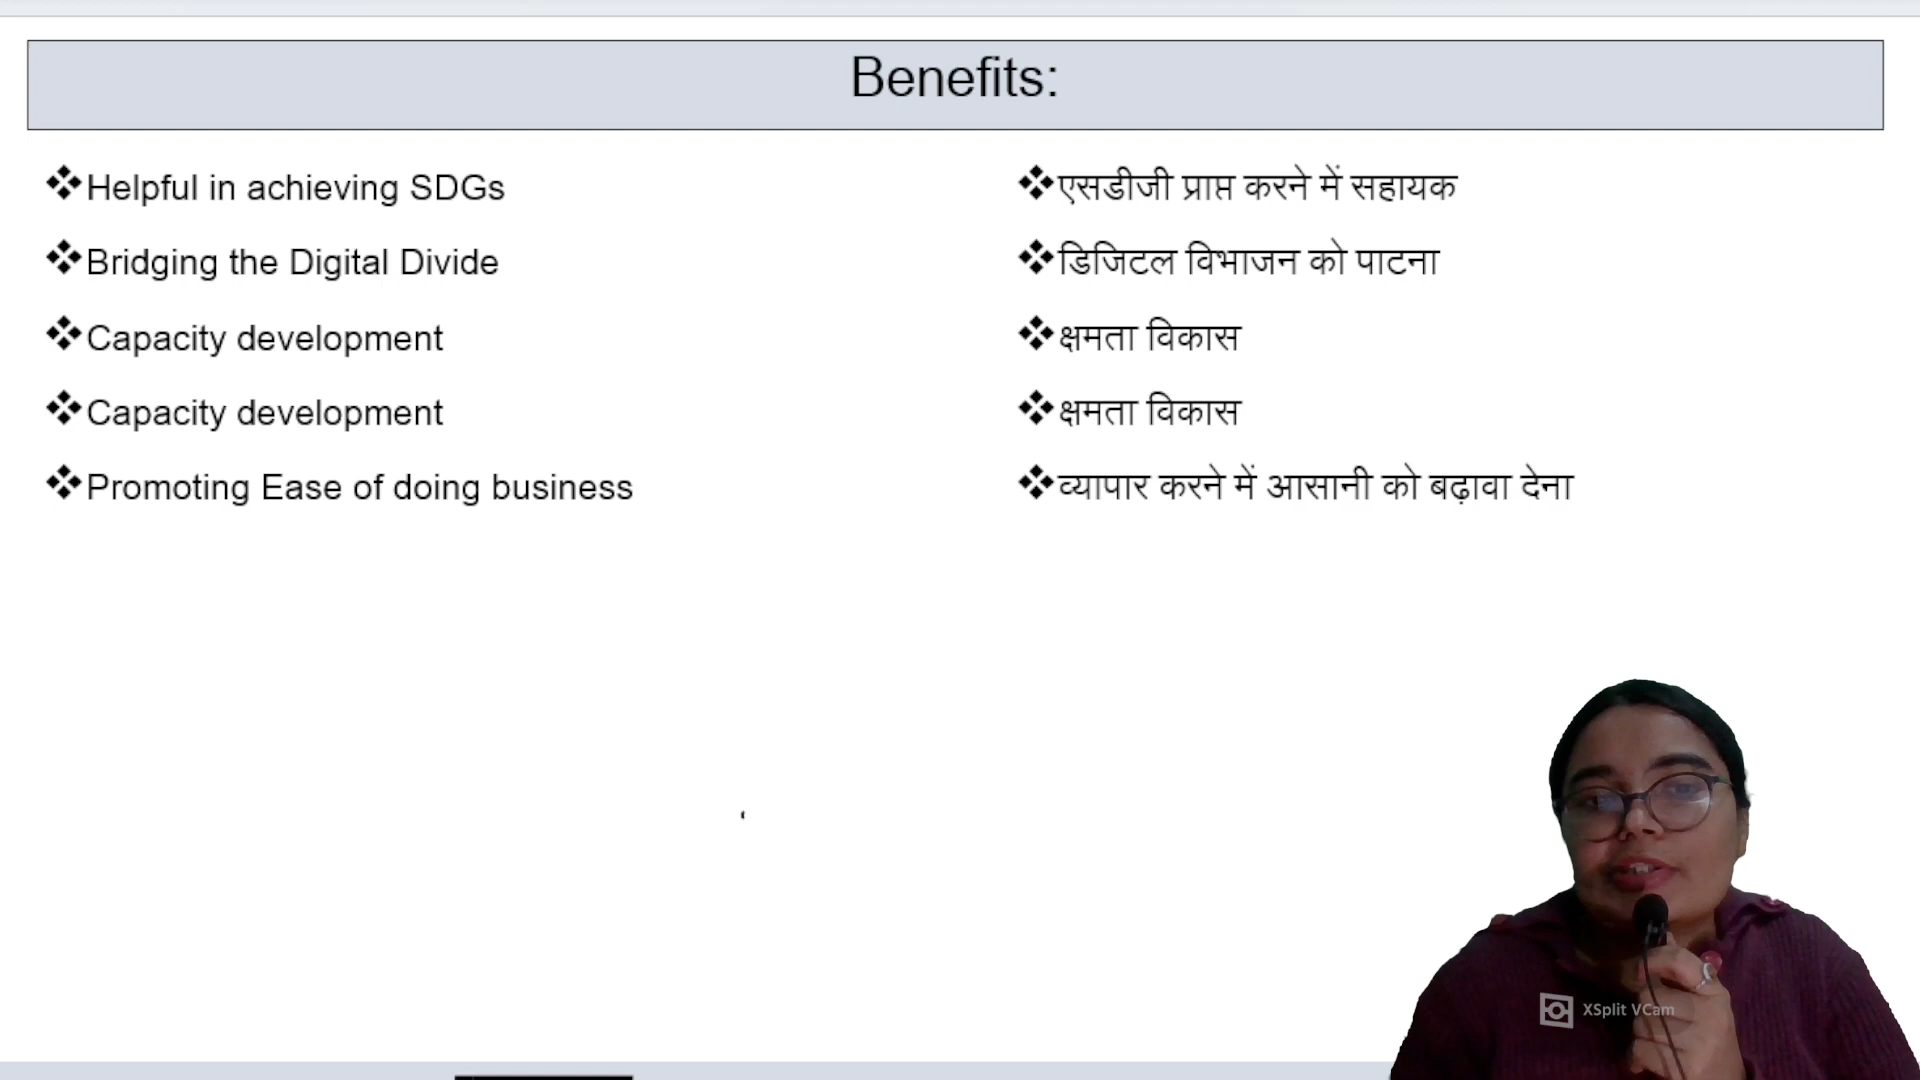 Benefits:
❖Helpful in achieving SDGs
❖Bridging the Digital Divide
❖Capacity development
❖Capacity development
❖Promoting Ease of doing business
❖एसडीजी प्राप्त करने में सहायक
❖डिजिटल विभाजन को पाटना
❖क्षमता विकास
❖क्षमता विकास
❖व्यापार करने में आसानी को बढ़ावा देना
XSplit VCam